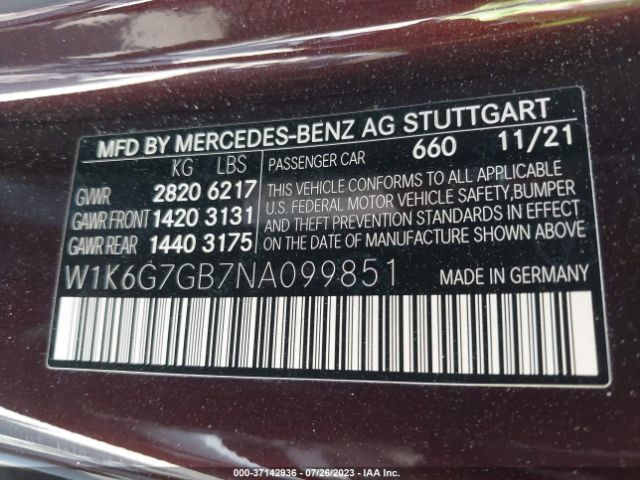 MFD BY MERCEDES-BENZ AG STUTTGART
KG LBS PASSENGER CAR 660 11/21
GVWR 2820 6217
GAWR FRONT 1420 3131
GAWR REAR 1440 3175
THIS VEHICLE CONFORMS TO ALL APPLICABLE
U.S. FEDERAL MOTOR VEHICLE SAFETY, BUMPER
AND THEFT PREVENTION STANDARDS IN EFFECT
ON THE DATE OF MANUFACTURE SHOWN ABOVE
W1K6G7GB7NA099851 MADE IN GERMANY
000-37142936 | 07/26/2023 | IAA Inc.